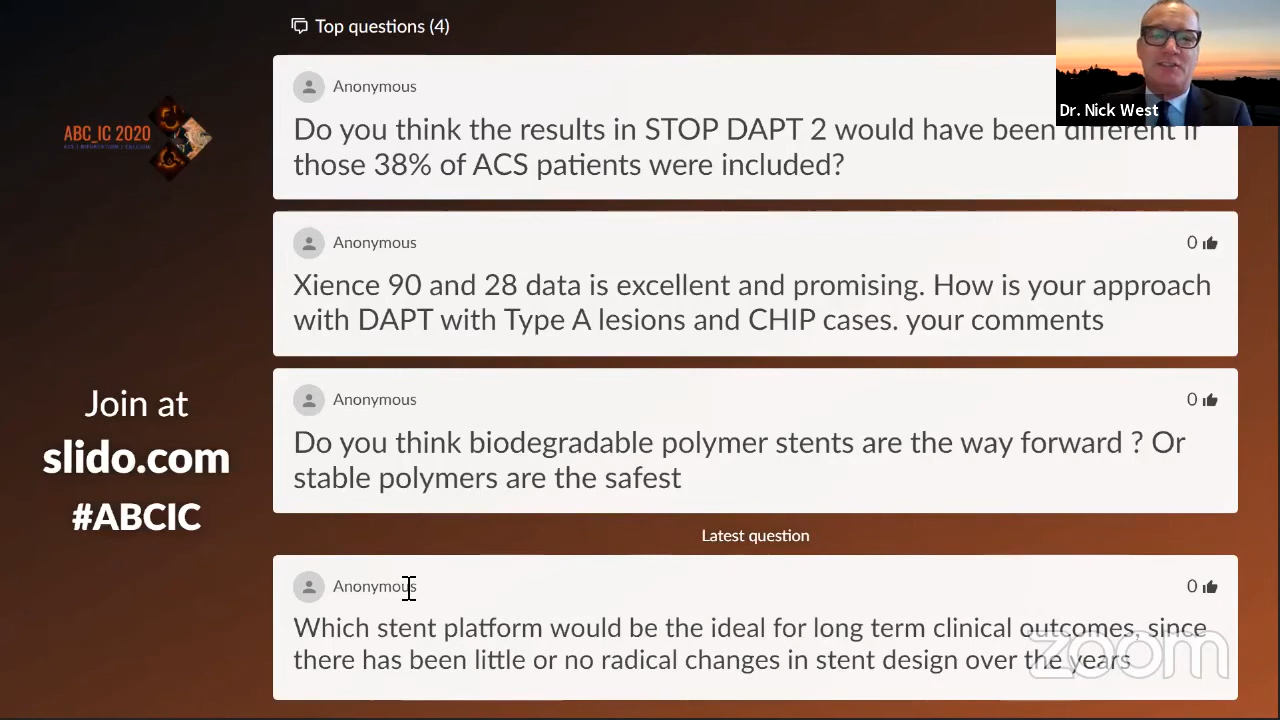 Top questions (4)
Dr. Nick West
ABC_IC 2020
Anonymous
Do you think the results in STOP DAPT 2 would have been different if
those 38% of ACS patients were included?
Anonymous
0
Xience 90 and 28 data is excellent and promising. How is your approach
with DAPT with Type A lesions and CHIP cases. your comments
Anonymous
0
Do you think biodegradable polymer stents are the way forward ? Or
stable polymers are the safest
Join at
slido.com
#ABCIC
Latest question
Anonymous
0
Which stent platform would be the ideal for long term clinical outcomes, since
there has been little or no radical changes in stent design over the years
zoom